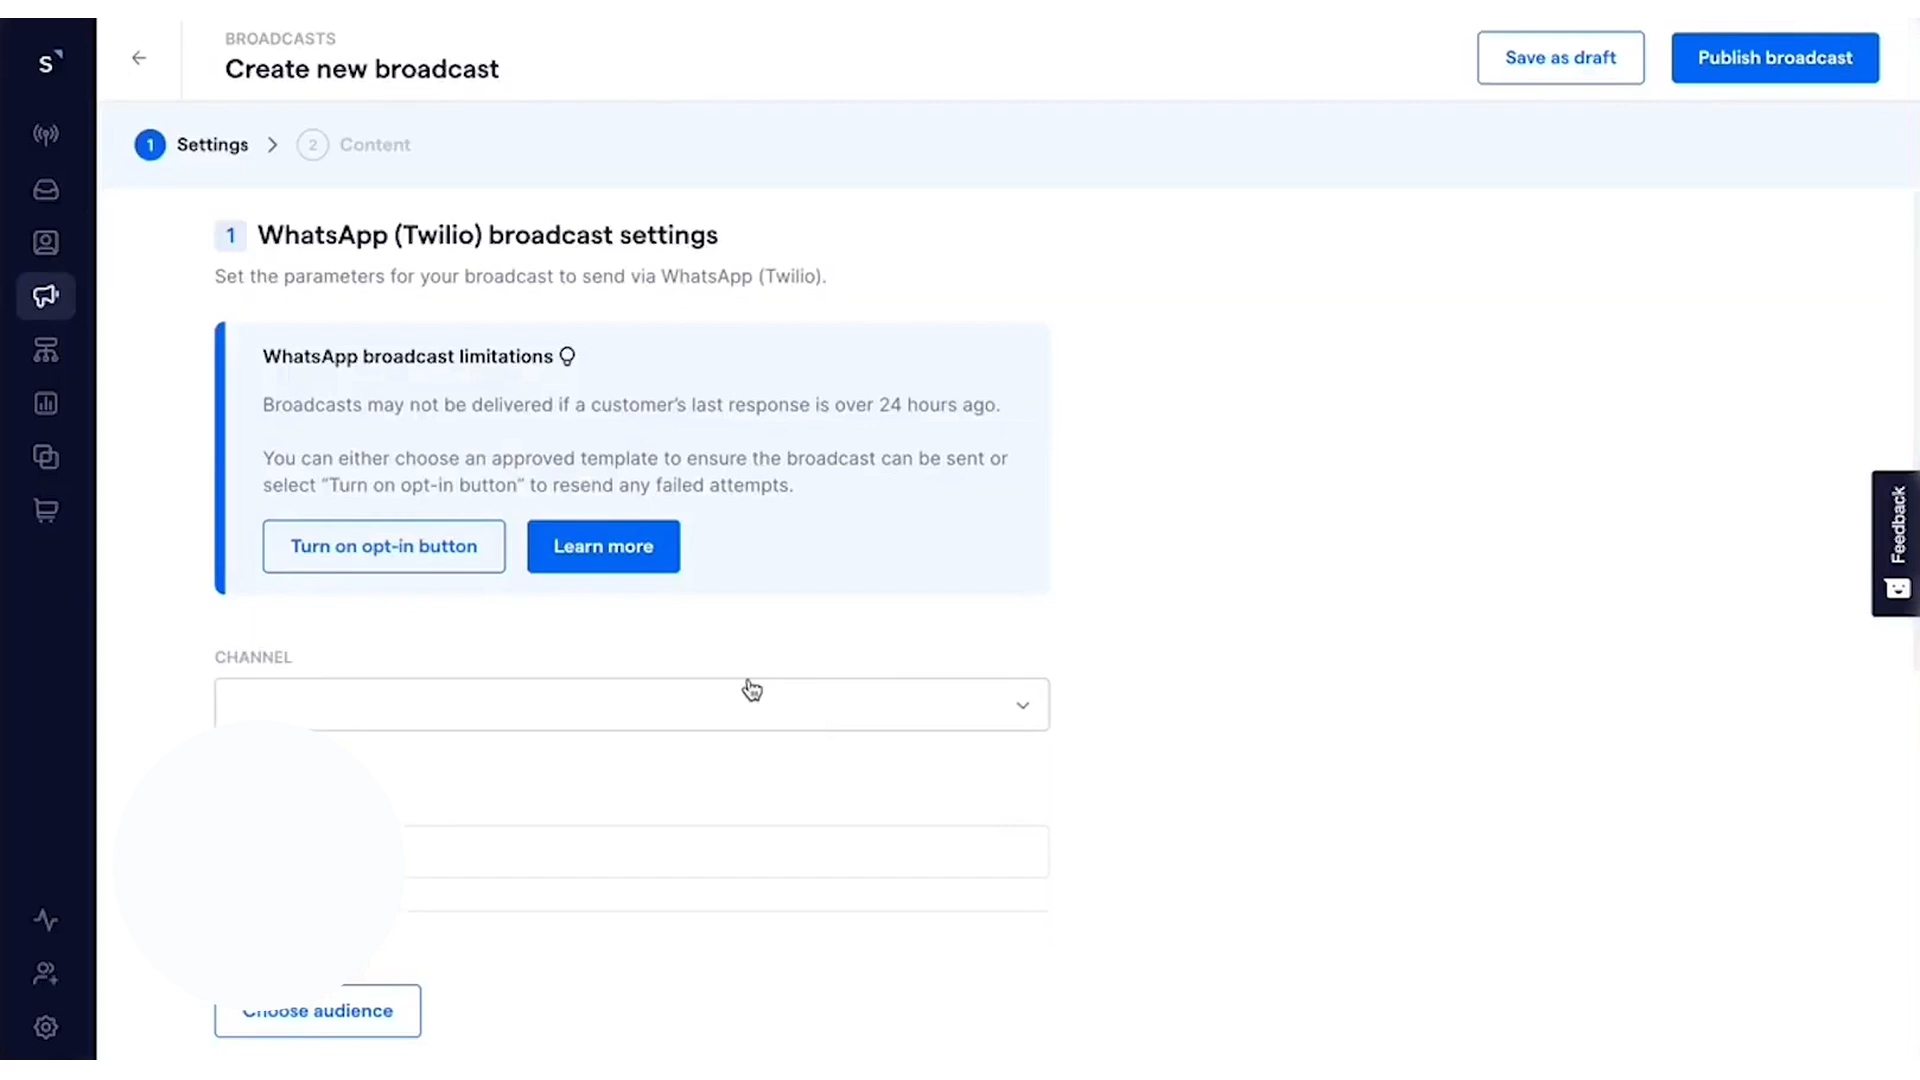 S
BROADCASTS
Create new broadcast
Save as draft
Publish broadcast
1 Settings > 2 Content
1 WhatsApp (Twilio) broadcast settings
Set the parameters for your broadcast to send via WhatsApp (Twilio).
WhatsApp broadcast limitations
Broadcasts may not be delivered if a customer's last response is over 24 hours ago.
You can either choose an approved template to ensure the broadcast can be sent or
select "Turn on opt-in button" to resend any failed attempts.
Turn on opt-in button
Learn more
Feedback
CHANNEL
Choose audience